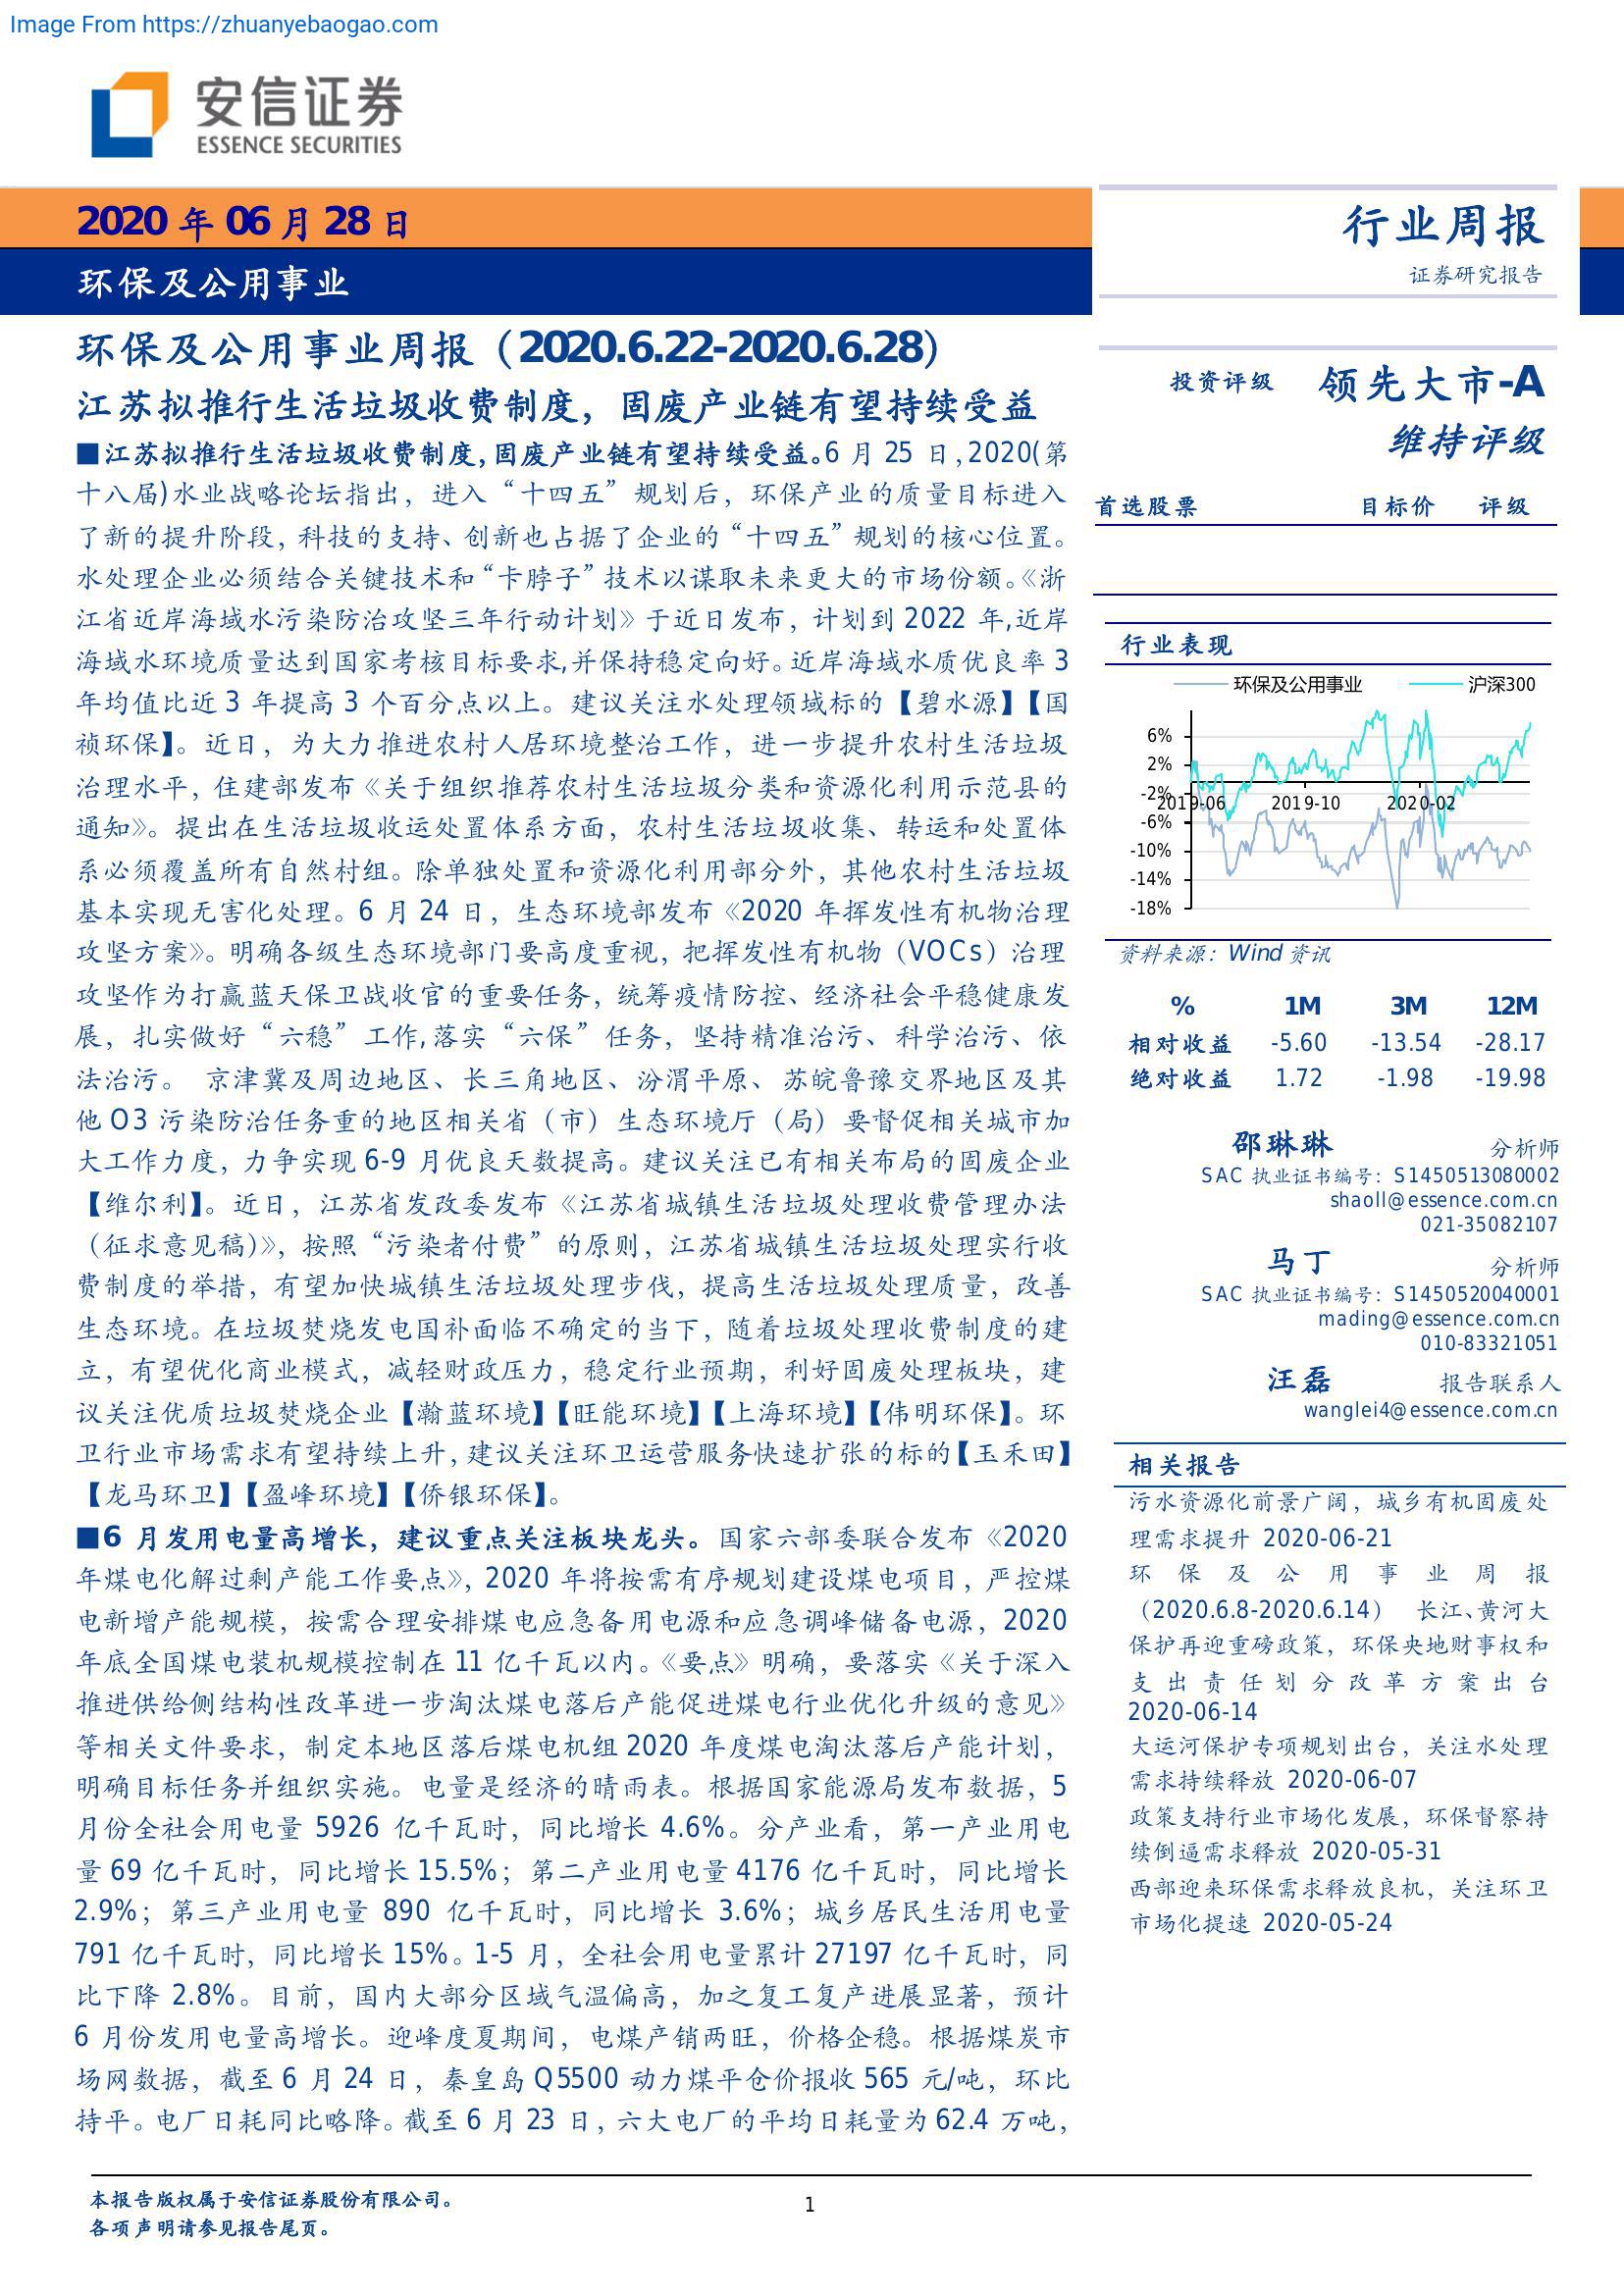 Image From https://zhuanyebaogao.com
安信证券
ESSENCE SECURITIES
2020 年 06 月 28 日
环保及公用事业
行业周报
证券研究报告
环保及公用事业周报（2020.6.22-2020.6.28）
江苏拟推行生活垃圾收费制度，固废产业链有望持续受益
■江苏拟推行生活垃圾收费制度，固废产业链有望持续受益。6 月 25 日，2020(第
十八届)水业战略论坛指出，进入“十四五”规划后，环保产业的质量目标进入
了新的提升阶段，科技的支持、创新也占据了企业的“十四五”规划的核心位置。
水处理企业必须结合关键技术和“卡脖子”技术以谋取未来更大的市场份额。《浙
江省近岸海域水污染防治攻坚三年行动计划》于近日发布，计划到 2022 年,近岸
海域水环境质量达到国家考核目标要求,并保持稳定向好。近岸海域水质优良率 3
年均值比近 3 年提高 3 个百分点以上。建议关注水处理领域标的【碧水源】【国
祯环保】。近日，为大力推进农村人居环境整治工作，进一步提升农村生活垃圾
治理水平，住建部发布《关于组织推荐农村生活垃圾分类和资源化利用示范县的
通知》。提出在生活垃圾收运处置体系方面，农村生活垃圾收集、转运和处置体
系必须覆盖所有自然村组。除单独处置和资源化利用部分外，其他农村生活垃圾
基本实现无害化处理。6 月 24 日，生态环境部发布《2020 年挥发性有机物治理
攻坚方案》。明确各级生态环境部门要高度重视，把挥发性有机物（VOCs）治理
攻坚作为打赢蓝天保卫战收官的重要任务，统筹疫情防控、经济社会平稳健康发
展，扎实做好“六稳”工作,落实“六保”任务，坚持精准治污、科学治污、依
法治污。 京津冀及周边地区、长三角地区、汾渭平原、苏皖鲁豫交界地区及其
他 O3 污染防治任务重的地区相关省（市）生态环境厅（局）要督促相关城市加
大工作力度，力争实现 6-9 月优良天数提高。建议关注已有相关布局的固废企业
【维尔利】。近日，江苏省发改委发布《江苏省城镇生活垃圾处理收费管理办法
（征求意见稿）》，按照“污染者付费”的原则，江苏省城镇生活垃圾处理实行收
费制度的举措，有望加快城镇生活垃圾处理步伐，提高生活垃圾处理质量，改善
生态环境。在垃圾焚烧发电国补面临不确定的当下，随着垃圾处理收费制度的建
立，有望优化商业模式，减轻财政压力，稳定行业预期，利好固废处理板块，建
议关注优质垃圾焚烧企业【瀚蓝环境】【旺能环境】【上海环境】【伟明环保】。环
卫行业市场需求有望持续上升，建议关注环卫运营服务快速扩张的标的【玉禾田】
【龙马环卫】【盈峰环境】【侨银环保】。
■6 月发用电量高增长，建议重点关注板块龙头。国家六部委联合发布《2020
年煤电化解过剩产能工作要点》，2020 年将按需有序规划建设煤电项目，严控煤
电新增产能规模，按需合理安排煤电应急备用电源和应急调峰储备电源，2020
年底全国煤电装机规模控制在 11 亿千瓦以内。《要点》明确，要落实《关于深入
推进供给侧结构性改革进一步淘汰煤电落后产能促进煤电行业优化升级的意见》
等相关文件要求，制定本地区落后煤电机组 2020 年度煤电淘汰落后产能计划，
明确目标任务并组织实施。电量是经济的晴雨表。根据国家能源局发布数据，5
月份全社会用电量 5926 亿千瓦时，同比增长 4.6%。分产业看，第一产业用电
量 69 亿千瓦时，同比增长 15.5%；第二产业用电量 4176 亿千瓦时，同比增长
2.9%；第三产业用电量 890 亿千瓦时，同比增长 3.6%；城乡居民生活用电量
791 亿千瓦时，同比增长 15%。1-5 月，全社会用电量累计 27197 亿千瓦时，同
比下降 2.8%。目前，国内大部分区域气温偏高，加之复工复产进展显著，预计
6 月份发用电量高增长。迎峰度夏期间，电煤产销两旺，价格企稳。根据煤炭市
场网数据，截至 6 月 24 日，秦皇岛 Q5500 动力煤平仓价报收 565 元/吨，环比
持平。电厂日耗同比略降。截至 6 月 23 日，六大电厂的平均日耗量为 62.4 万吨，
投资评级 领先大市-A
维持评级
首选股票 目标价 评级
行业表现
环保及公用事业 沪深300
6%
2%
-2%
2019-06 2019-10 2020-02
-6%
-10%
-14%
-18%
资料来源：Wind 资讯
% 1M 3M 12M
相对收益 -5.60 -13.54 -28.17
绝对收益 1.72 -1.98 -19.98
邵琳琳 分析师
SAC 执业证书编号：S1450513080002
shaoll@essence.com.cn
021-35082107
马丁 分析师
SAC 执业证书编号：S1450520040001
mading@essence.com.cn
010-83321051
汪磊 报告联系人
wanglei4@essence.com.cn
相关报告
污水资源化前景广阔，城乡有机固废处
理需求提升 2020-06-21
环保及公用事业周报
（2020.6.8-2020.6.14） 长江、黄河大
保护再迎重磅政策，环保央地财事权和
支出责任划分改革方案出台
2020-06-14
大运河保护专项规划出台，关注水处理
需求持续释放 2020-06-07
政策支持行业市场化发展，环保督察持
续倒逼需求释放 2020-05-31
西部迎来环保需求释放良机，关注环卫
市场化提速 2020-05-24
本报告版权属于安信证券股份有限公司。
各项声明请参见报告尾页。
1